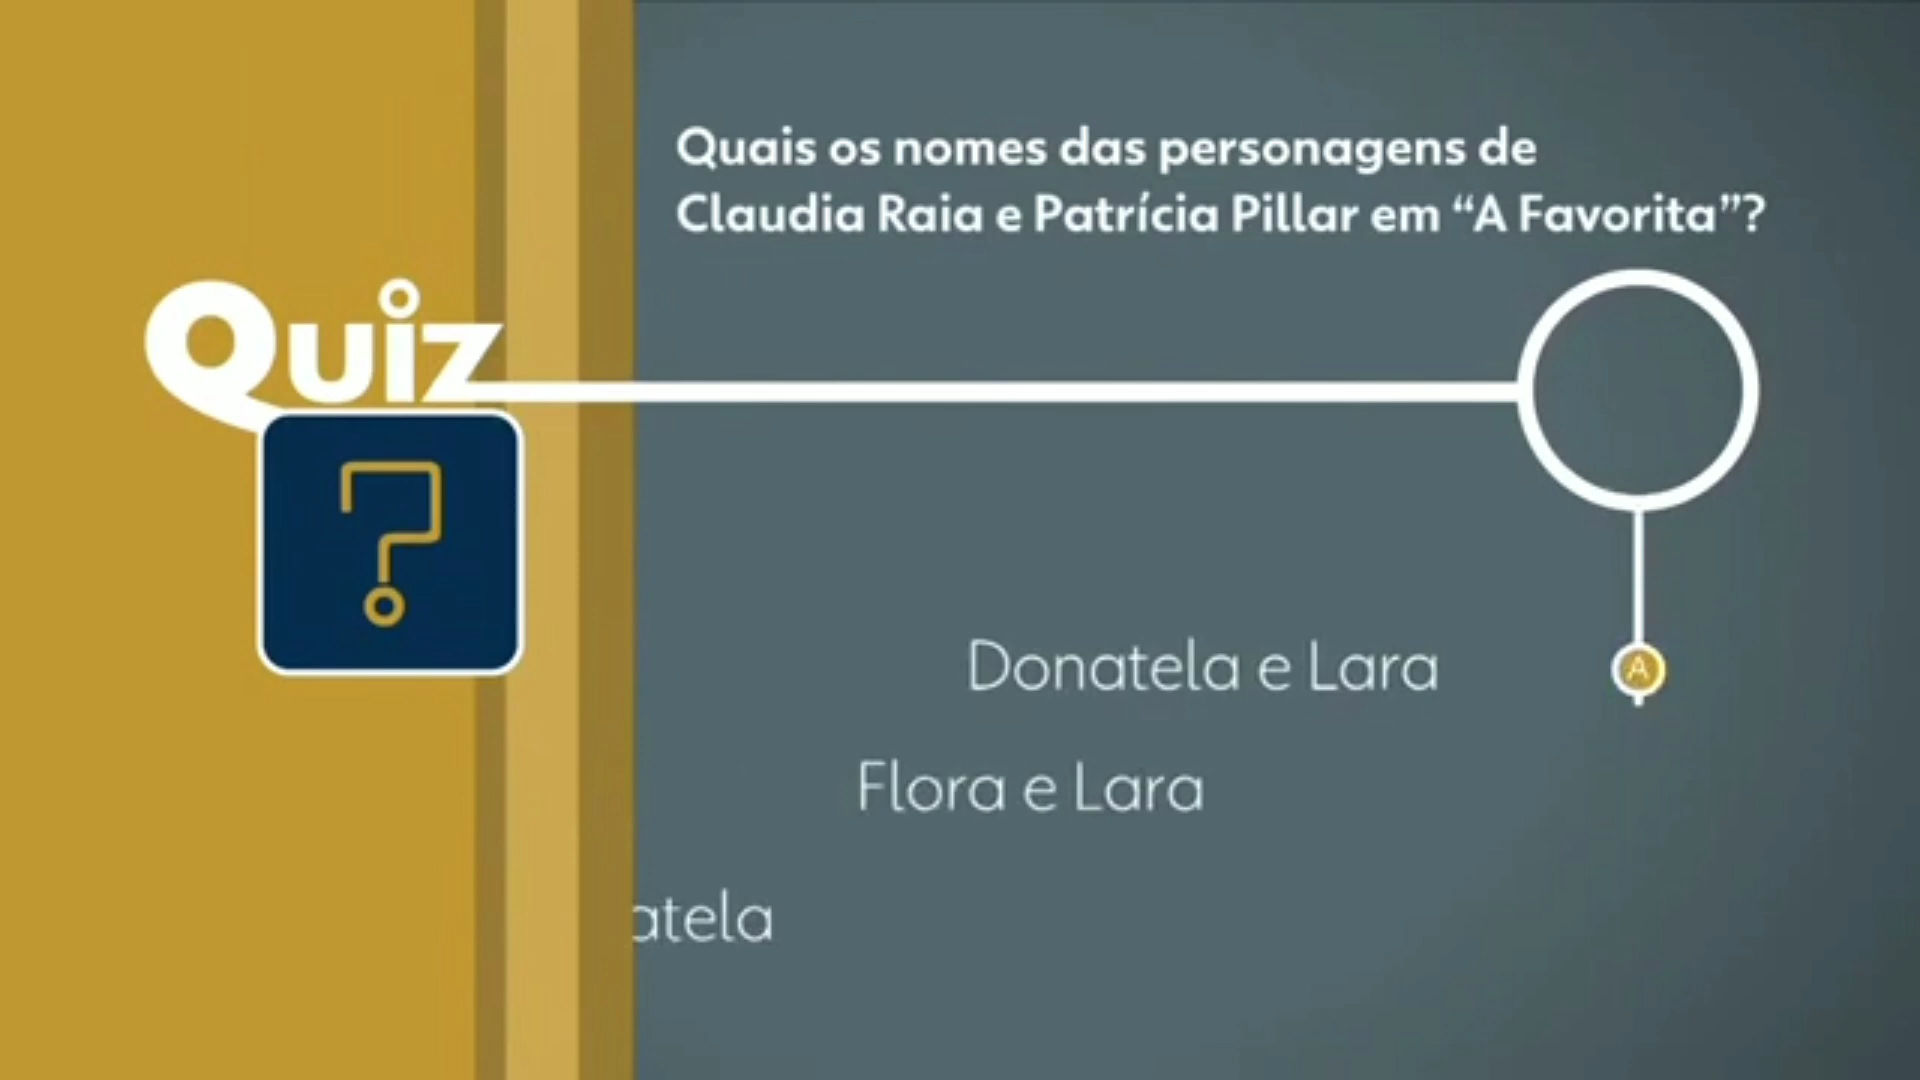 Quais os nomes das personagens de
Claudia Raia e Patrícia Pillar em “A Favorita”?
Quiz
?
Donatela e Lara
A
Flora e Lara
atela